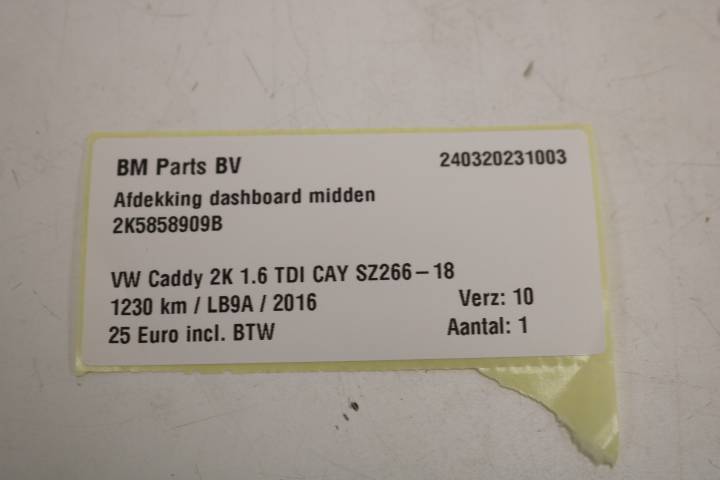 BM Parts BV 240320231003
Afdekking dashboard midden
2K5858909B
VW Caddy 2K 1.6 TDI CAY SZ266-18
1230 km / LB9A / 2016 Verz: 10
25 Euro incl. BTW Aantal: 1